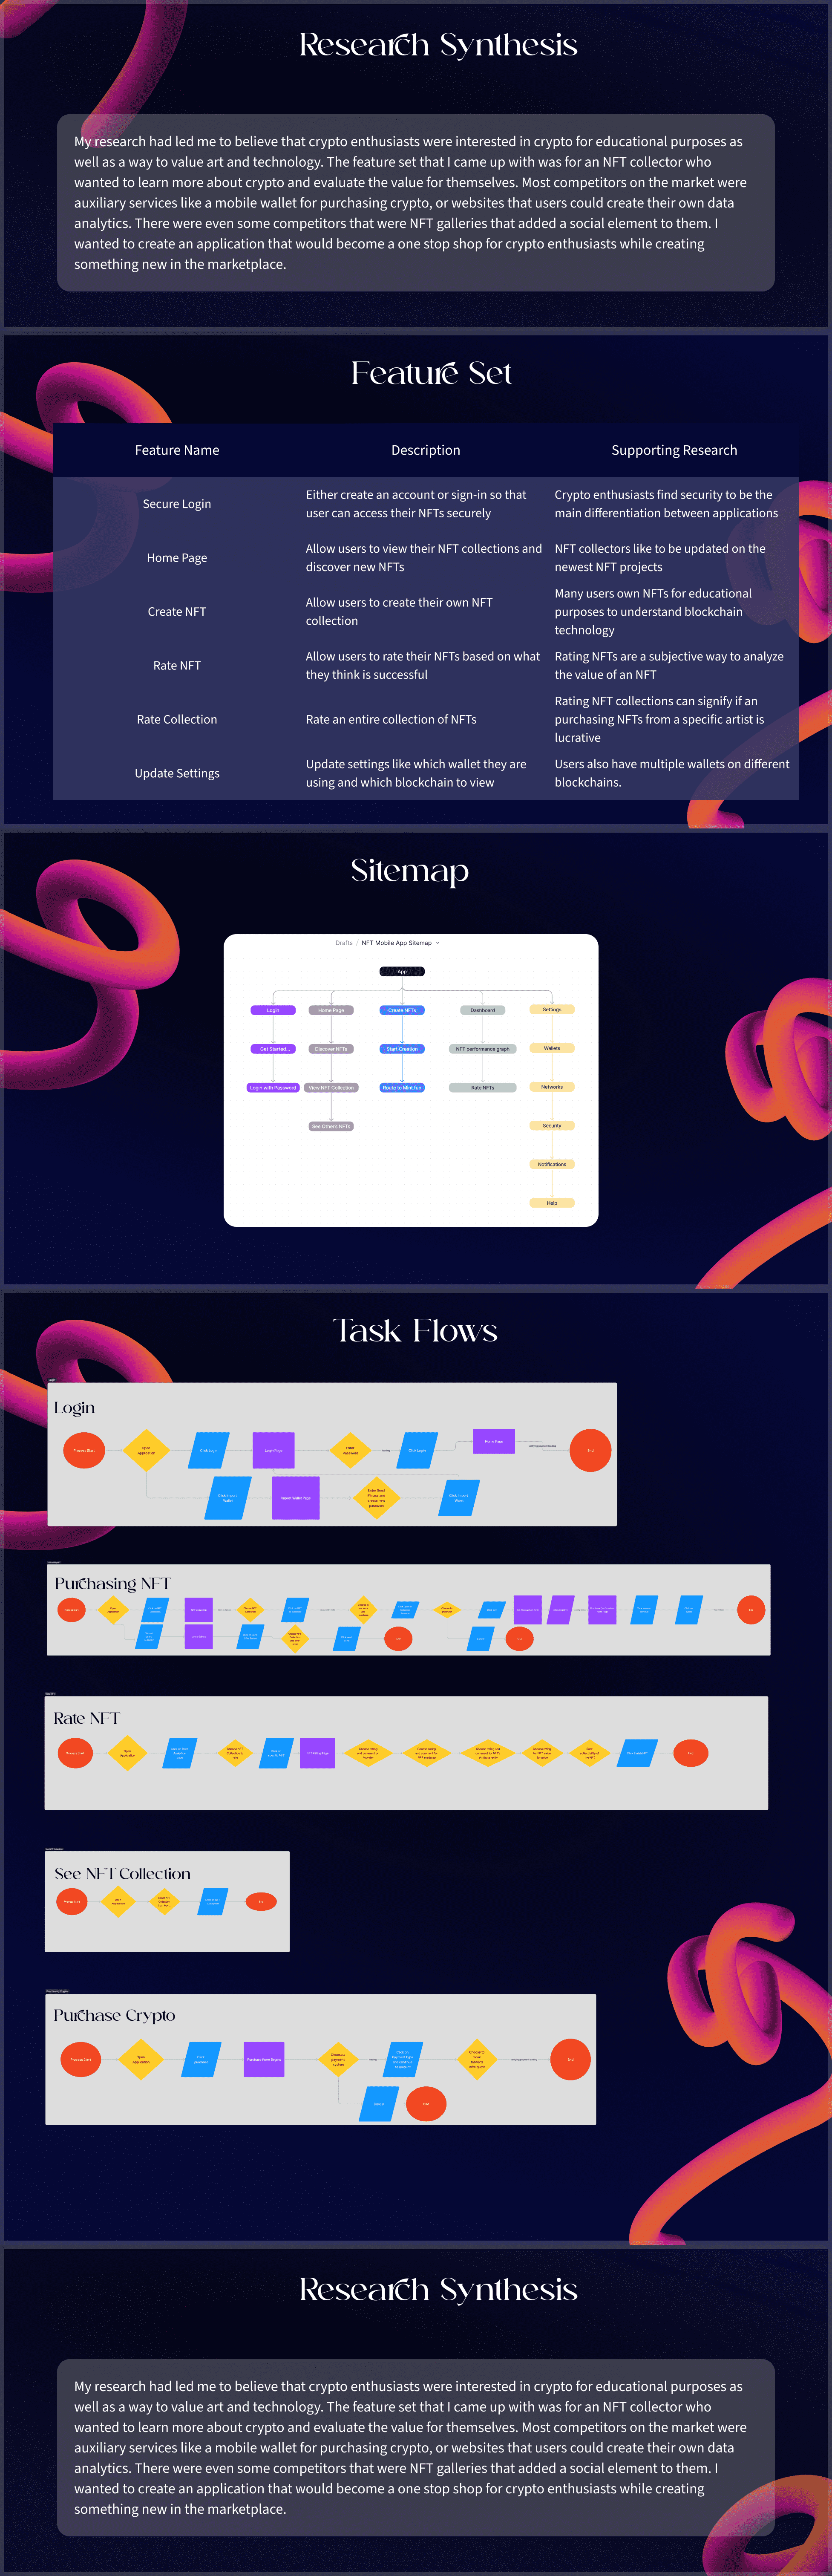 Research Synthesis
My research had led me to believe that crypto enthusiasts were interested in crypto for educational purposes as
well as a way to value art and technology. The feature set that I came up with was for an NFT collector who
wanted to learn more about crypto and evaluate the value for themselves. Most competitors on the market were
auxiliary services like a mobile wallet for purchasing crypto, or websites that users could create their own data
analytics. There were even some competitors that were NFT galleries that added a social element to them. I
wanted to create an application that would become a one stop shop for crypto enthusiasts while creating
something new in the marketplace.
Feature Set
Feature Name
Description
Supporting Research
Secure Login
Either create an account or sign-in so that
user can access their NFTs securely
Crypto enthusiasts find security to be the
main differentiation between applications
Home Page
Allow users to view their NFT collections and
discover new NFTs
NFT collectors like to be updated on the
newest NFT projects
Create NFT
Allow users to create their own NFT
collection
Many users own NFTs for educational
purposes to understand blockchain
technology
Rate NFT
Allow users to rate their NFTs based on what
they think is successful
Rating NFTs are a subjective way to analyze
the value of an NFT
Rate Collection
Rate an entire collection of NFTs
Rating NFT collections can signify if an
purchasing NFTs from a specific artist is
lucrative
Update Settings
Update settings like which wallet they are
using and which blockchain to view
Users also have multiple wallets on different
blockchains.
Sitemap
Drafts / NFT Mobile App Sitemap
App
Login
Home Page
Create NFTs
Dashboard
Settings
Get Started...
Discover NFTs
Start Creation
NFT performance graph
Wallets
Login with Password
View NFT Collection
Route to Mint.fun
Rate NFTs
Networks
See Other's NFTs
Security
Notifications
Help
Task Flows
Login
Process Start
Open
Application
Click Login
Login Page
Enter
Password
Click Login
Home Page
End
Click Import
Wallet
Import Wallet Page
Enter Seed
Phrase and
create new
password
Click Import
Wallet
Purchasing NFT
Rate NFT
Process Start
Open
Application
End
See NFT Collection
Process Start
Open
Application
End
Purchase Crypto
Process Start
Open
Application
Click
purchase
Purchase Form Begins
Choose a
payment
system
Click on
Payment type
and continue
to amount
Choose to
move
forward
with quote
End
Cancel
End
Research Synthesis
My research had led me to believe that crypto enthusiasts were interested in crypto for educational purposes as
well as a way to value art and technology. The feature set that I came up with was for an NFT collector who
wanted to learn more about crypto and evaluate the value for themselves. Most competitors on the market were
auxiliary services like a mobile wallet for purchasing crypto, or websites that users could create their own data
analytics. There were even some competitors that were NFT galleries that added a social element to them. I
wanted to create an application that would become a one stop shop for crypto enthusiasts while creating
something new in the marketplace.